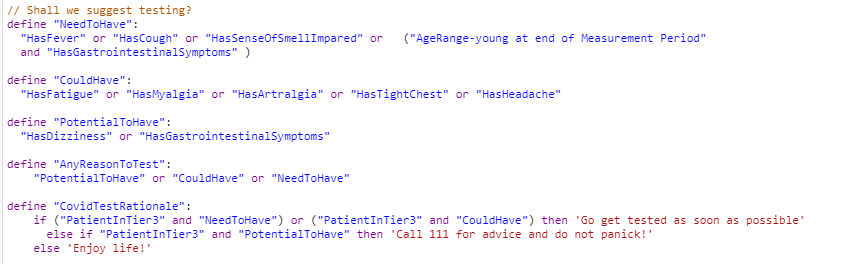 // Shall we suggest testing?
define "NeedToHave":
"HasFever" or "HasCough" or "HasSenseOfSmellImpared" or ("AgeRange-young at end of Measurement Period"
and "HasGastrointestinalSymptoms" )
define "CouldHave":
"HasFatigue" or "HasMyalgia" or "HasArtralgia" or "HasTightChest" or "HasHeadache"
define "PotentialToHave":
"HasDizziness" or "HasGastrointestinalSymptoms"
define "AnyReasonToTest":
"PotentialToHave" or "CouldHave" or "NeedToHave"
define "CovidTestRationale":
if ("PatientInTier3" and "NeedToHave") or ("PatientInTier3" and "CouldHave") then 'Go get tested as soon as possible'
else if "PatientInTier3" and "PotentialToHave" then 'Call 111 for advice and do not panick!'
else 'Enjoy life!'